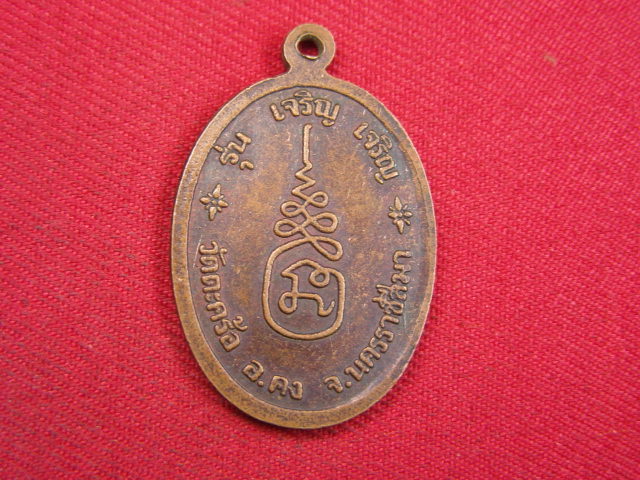 รุ่น เจริญ เจริญ
วัดตะคร้อ อ.คง จ.นครราชสีมา